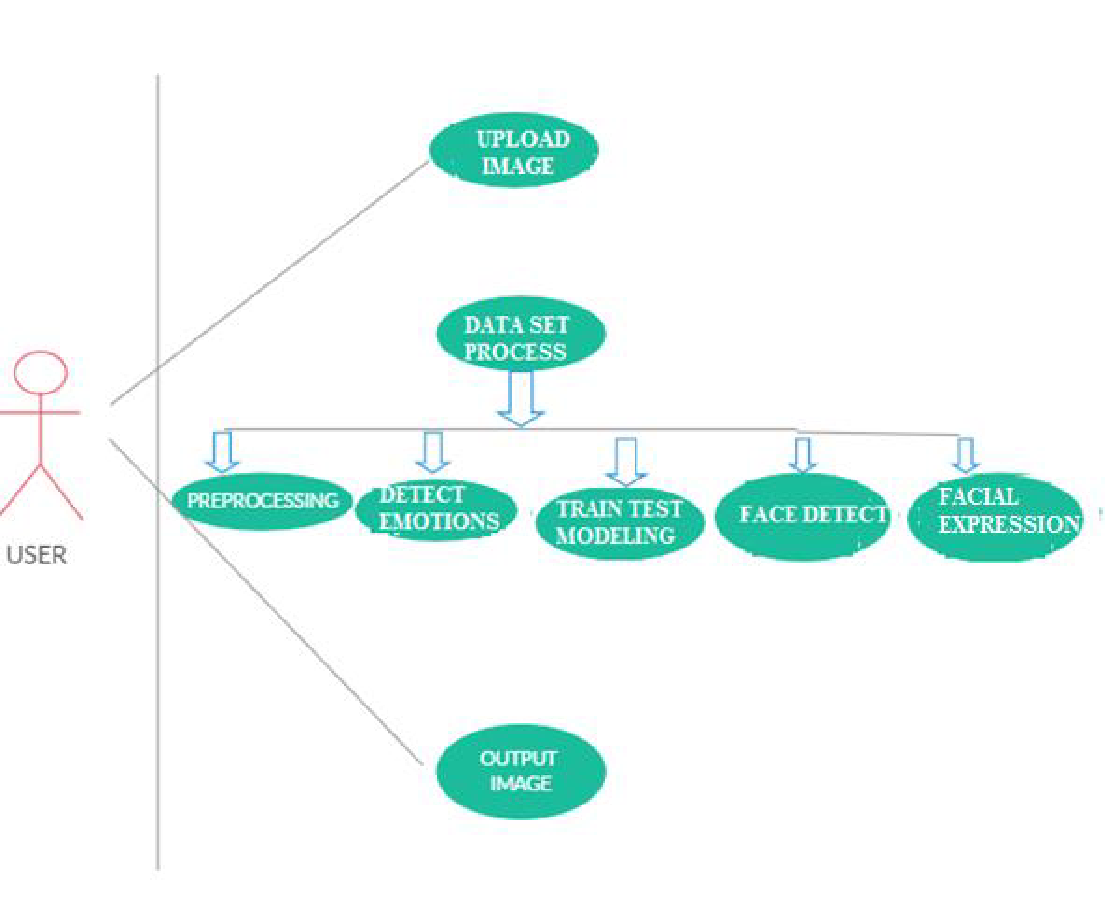 UPLOAD
IMAGE
DATA SET
PROCESS
PREPROCESSING
DETECT
EMOTIONS
TRAIN TEST
MODELING
FACE DETECT
FACIAL
EXPRESSION
USER
OUTPUT
IMAGE